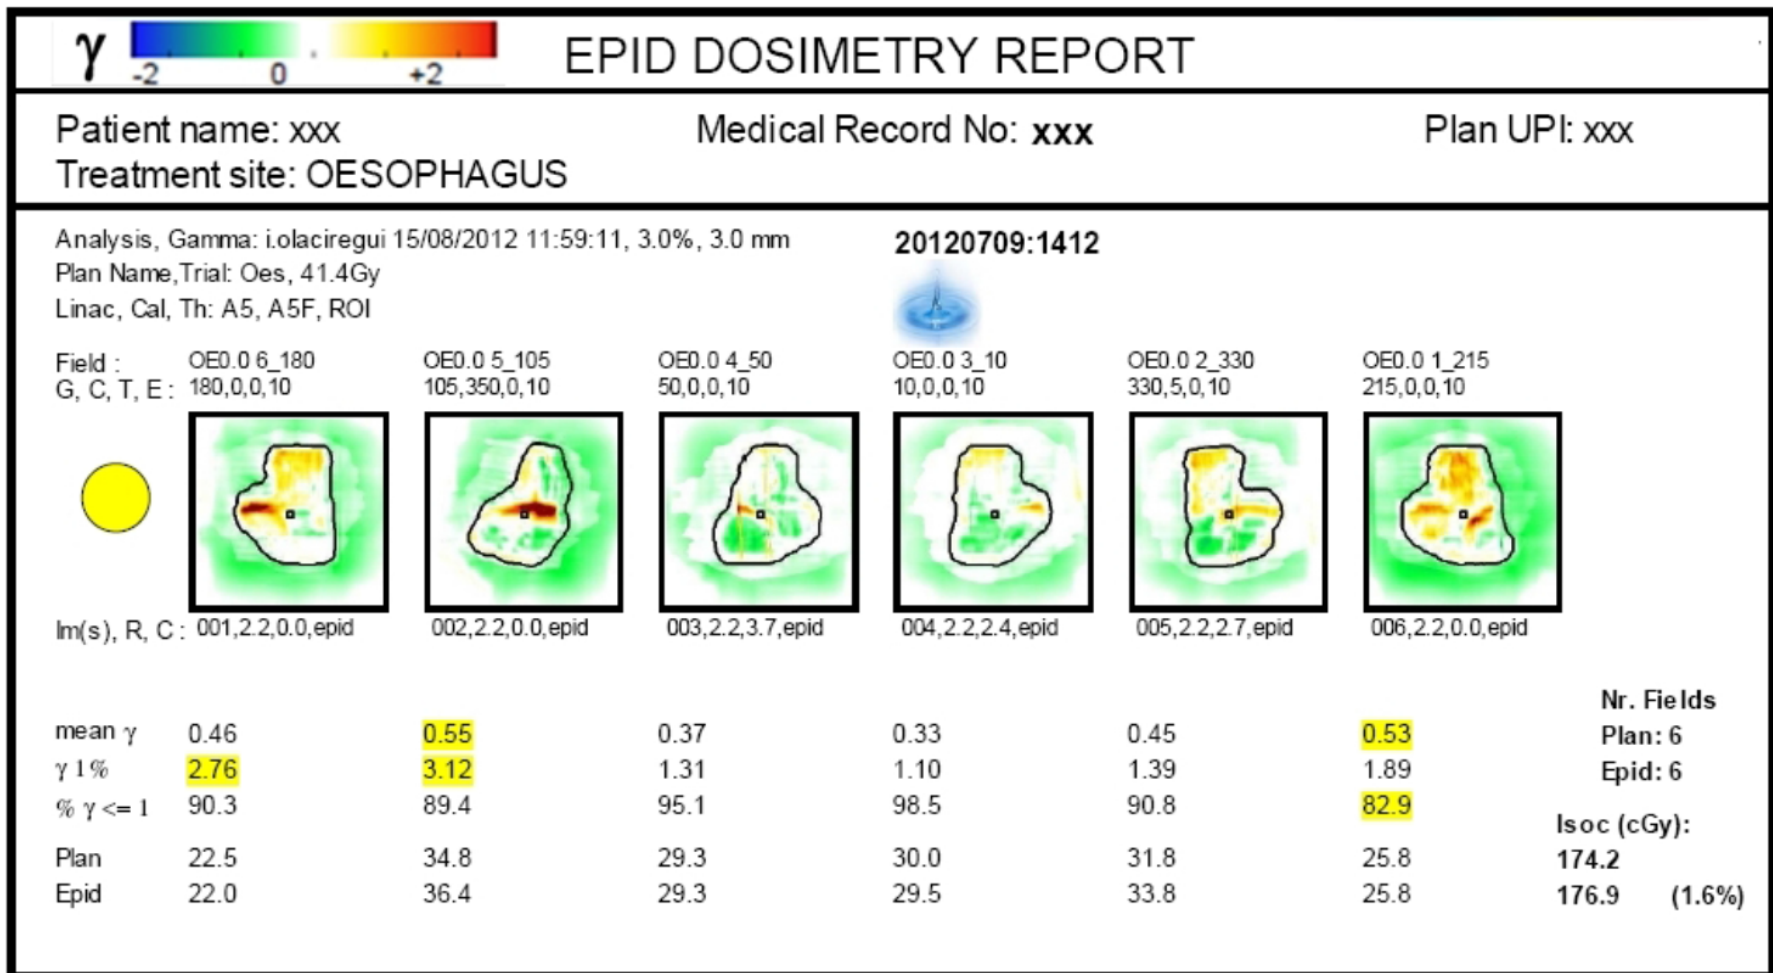 γ -2 0 +2 EPID DOSIMETRY REPORT
Patient name: xxx Medical Record No: xxx Plan UPI: xxx
Treatment site: OESOPHAGUS
Analysis, Gamma: i.olaciregui 15/08/2012 11:59:11, 3.0%, 3.0 mm 20120709:1412
Plan Name,Trial: Oes, 41.4Gy
Linac, Cal, Th: A5, A5F, ROI
Field : OE0.0 6_180 OE0.0 5_105 OE0.0 4_50 OE0.0 3_10 OE0.0 2_330 OE0.0 1_215
G, C, T, E : 180,0,0,10 105,350,0,10 50,0,0,10 10,0,0,10 330,5,0,10 215,0,0,10
Im(s), R, C : 001,2.2,0.0,epid 002,2.2,0.0,epid 003,2.2,3.7,epid 004,2.2,2.4,epid 005,2.2,2.7,epid 006,2.2,0.0,epid
Nr. Fields
mean γ 0.46 0.55 0.37 0.33 0.45 0.53 Plan: 6
γ 1% 2.76 3.12 1.31 1.10 1.39 1.89 Epid: 6
% γ <= 1 90.3 89.4 95.1 98.5 90.8 82.9
Isoc (cGy):
Plan 22.5 34.8 29.3 30.0 31.8 25.8 174.2
Epid 22.0 36.4 29.3 29.5 33.8 25.8 176.9 (1.6%)